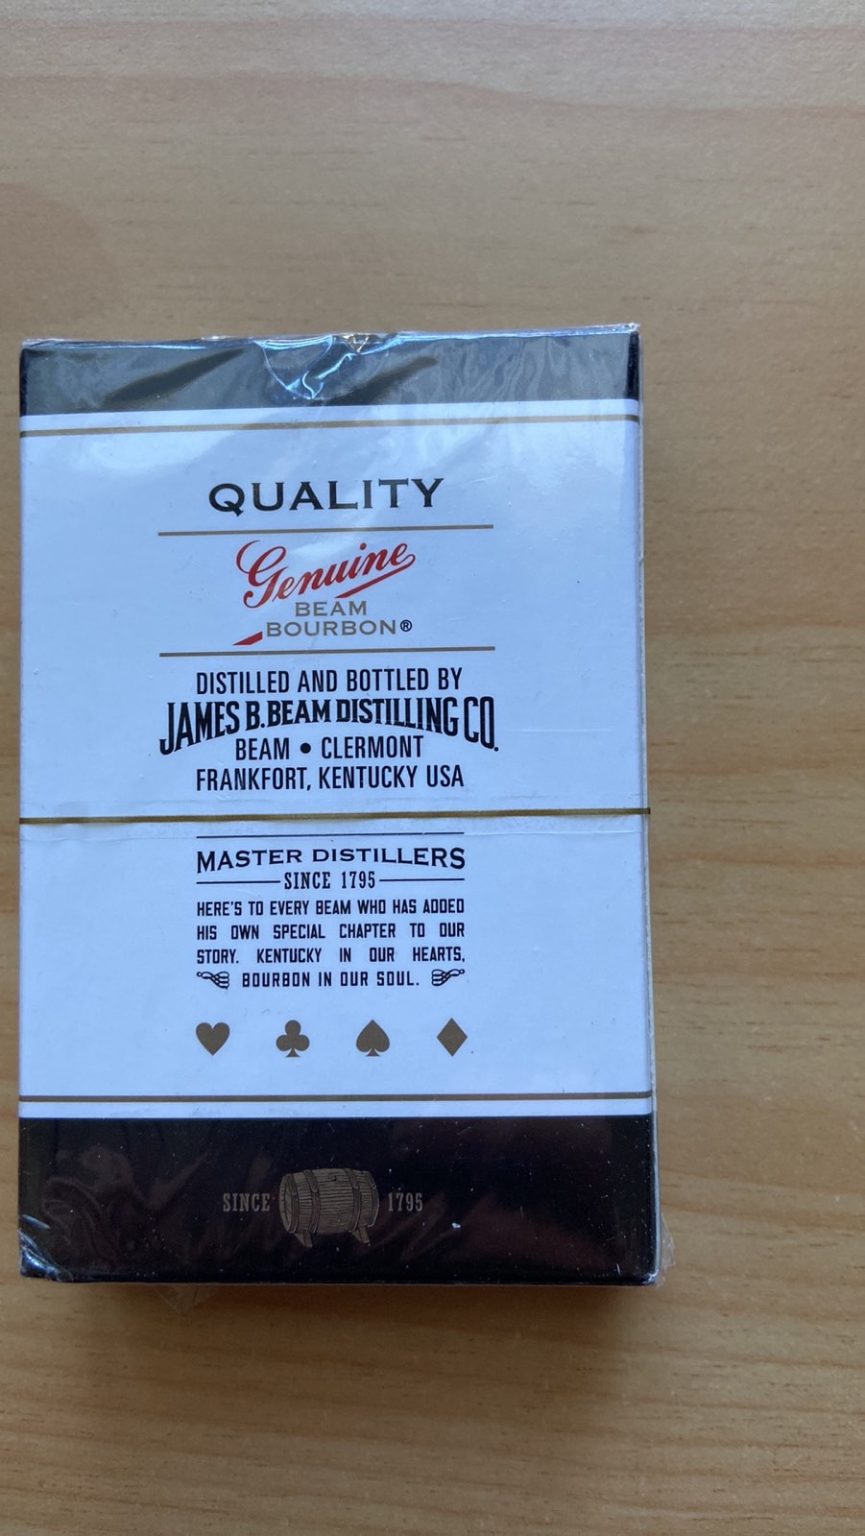 QUALITY
Genuine
BEAM
BOURBON®
DISTILLED AND BOTTLED BY
JAMES B. BEAM DISTILLING CO.
BEAM • CLERMONT
FRANKFORT, KENTUCKY USA
MASTER DISTILLERS
SINCE 1795
HERE'S TO EVERY BEAM WHO HAS ADDED
HIS OWN SPECIAL CHAPTER TO OUR
STORY. KENTUCKY IN OUR HEARTS,
BOURBON IN OUR SOUL.
SINCE 1795